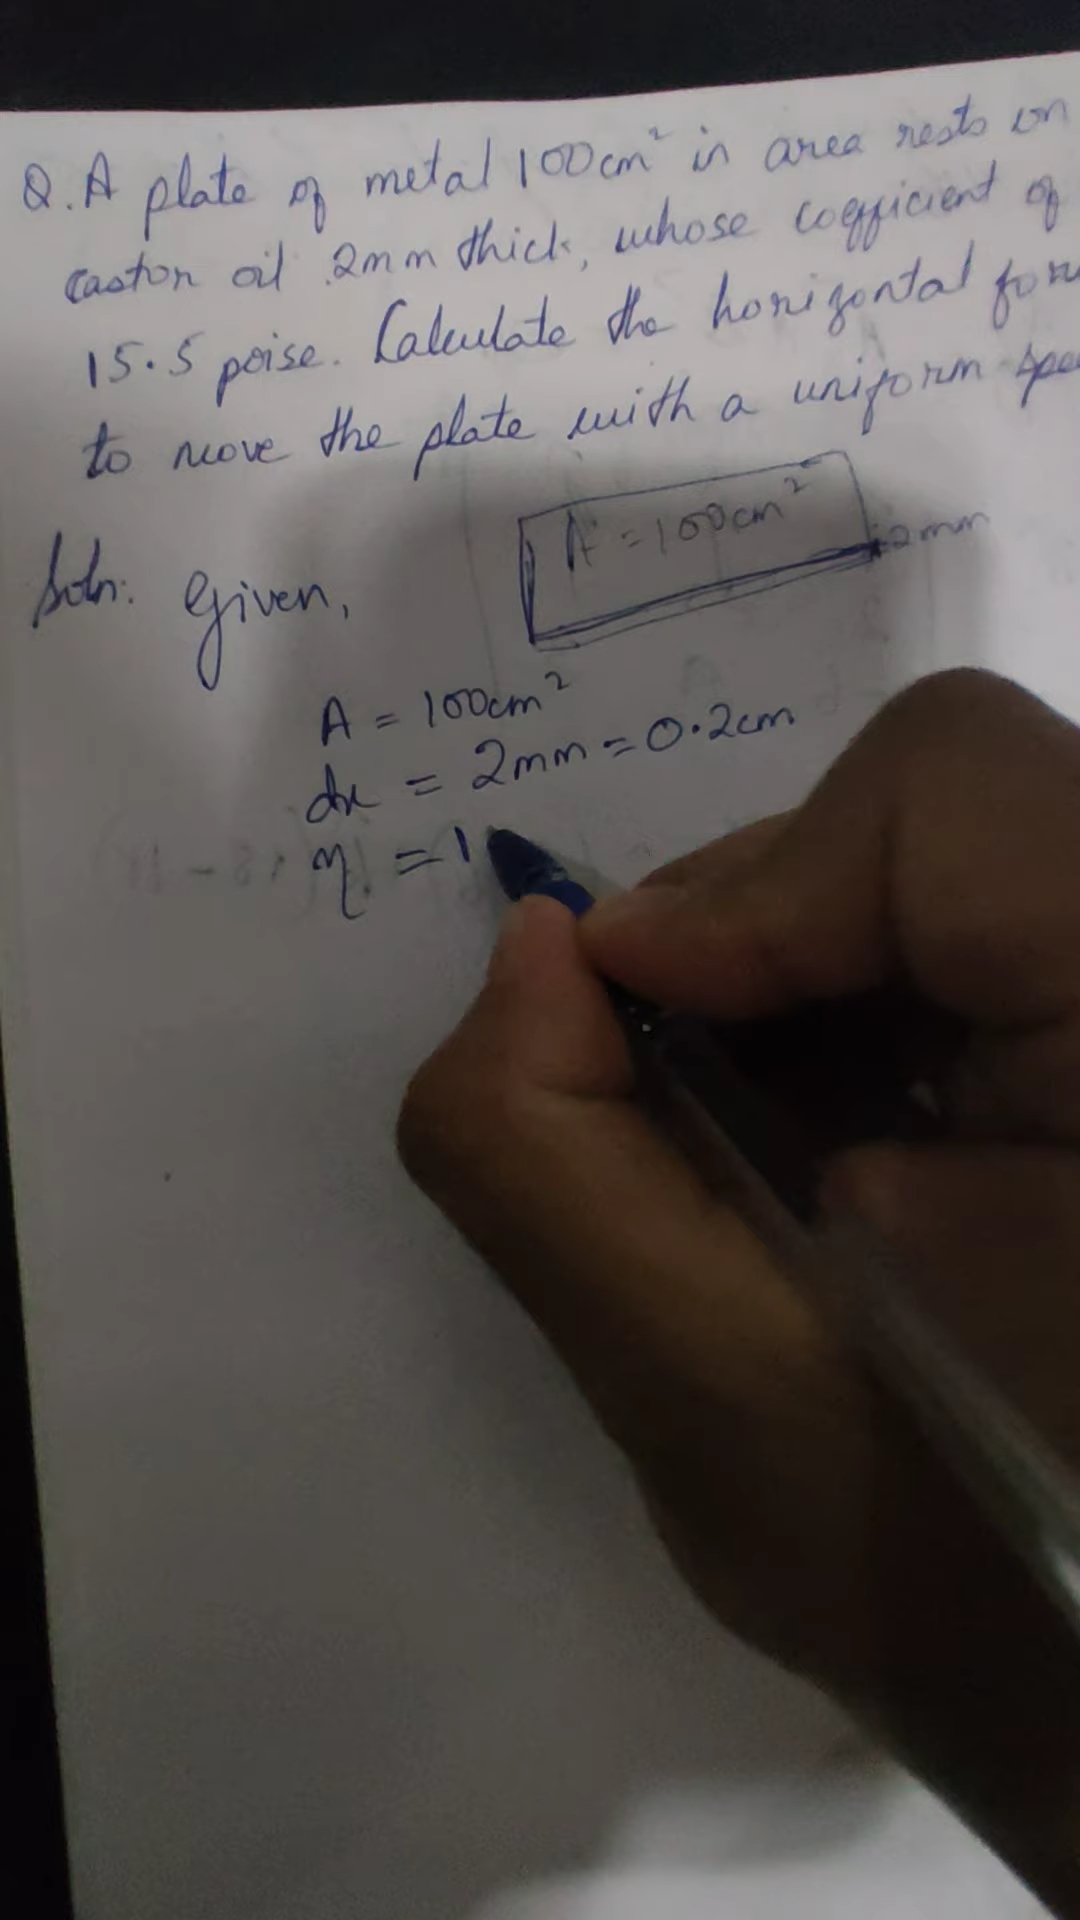 Q. A plate of metal 100cm² in area rests on
castor oil 2mm thick, whose coefficient of
15.5 poise. Calculate the horizontal
to move the plate with a uniform
A = 100cm²
2mm
Soln: Given,
A = 100cm²
dx = 2mm = 0.2cm
η = 1